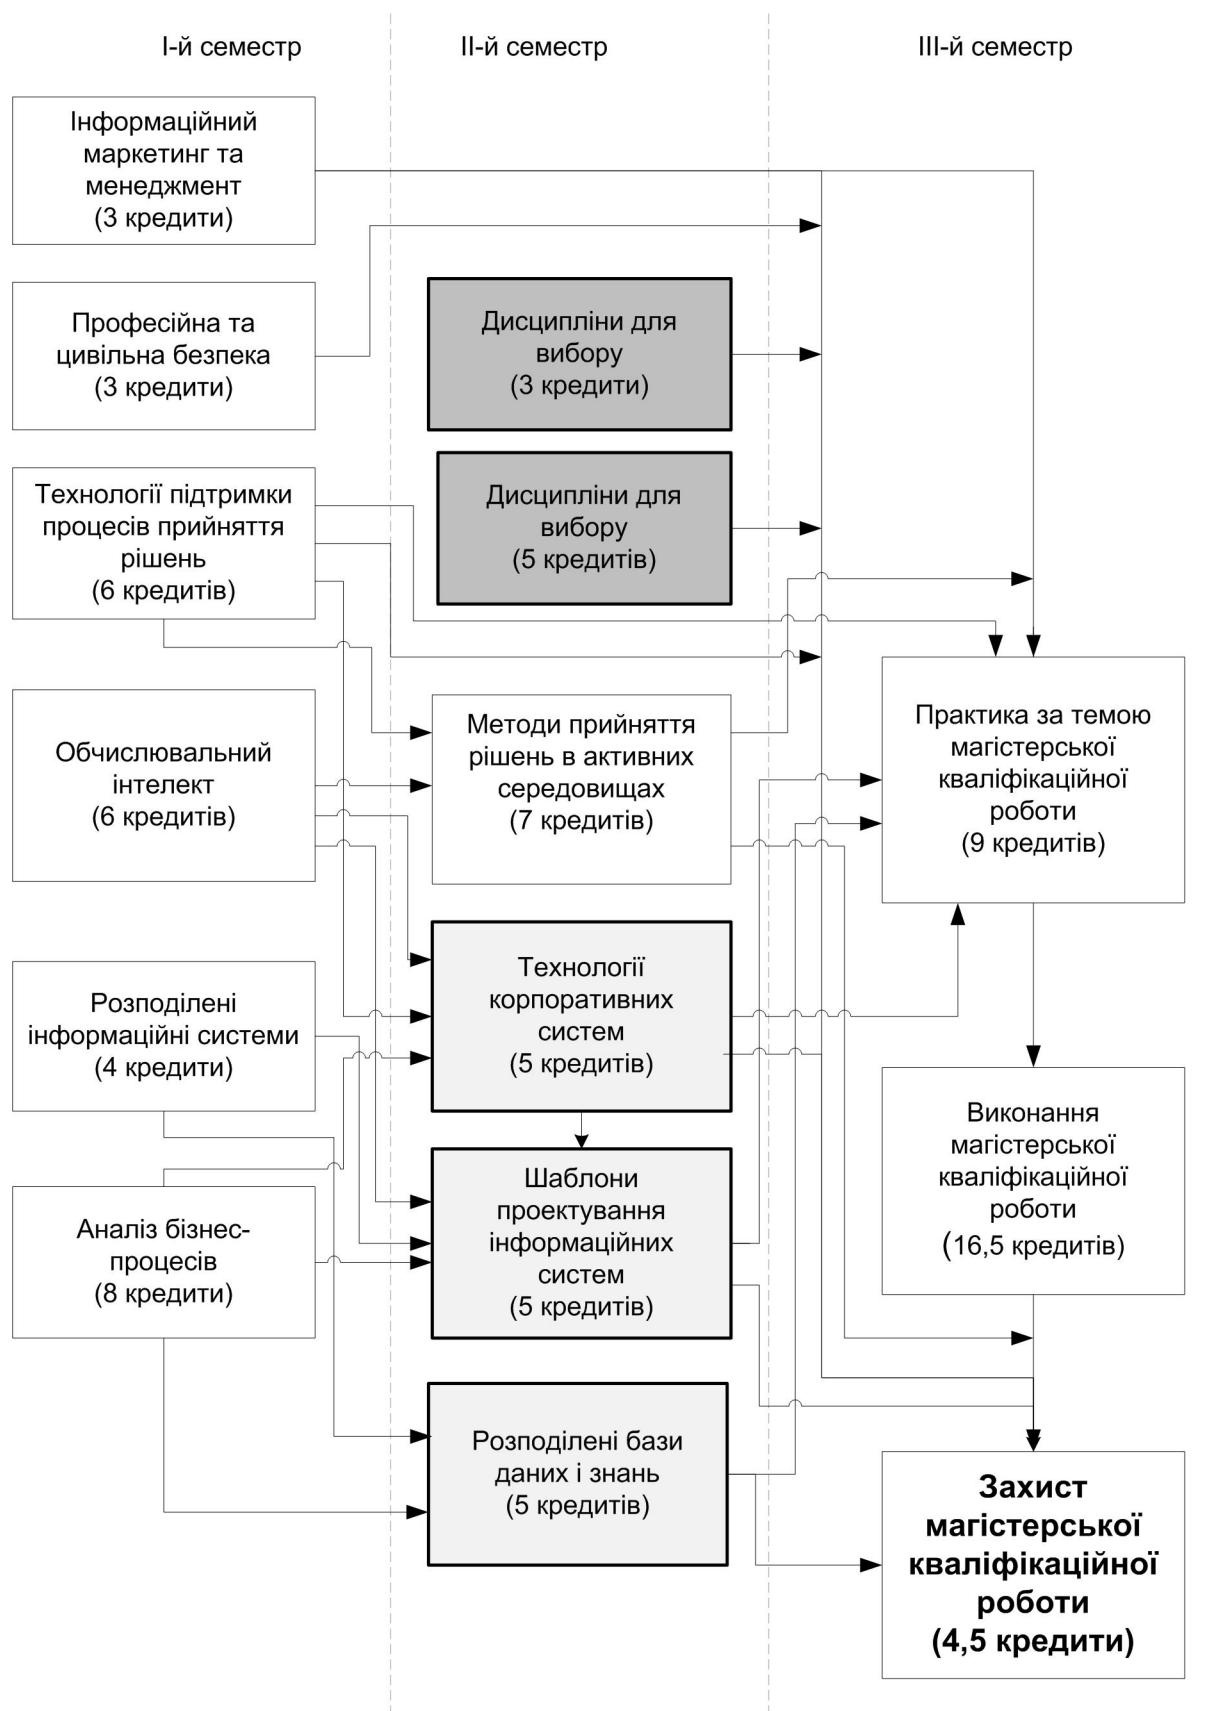 І-й семестр
ІІ-й семестр
ІІІ-й семестр
Інформаційний
маркетинг та
менеджмент
(3 кредити)
Професійна та
цивільна безпека
(3 кредити)
Технології підтримки
процесів прийняття
рішень
(6 кредитів)
Обчислювальний
інтелект
(6 кредитів)
Розподілені
інформаційні системи
(4 кредити)
Аналіз бізнес-
процесів
(8 кредити)
Дисципліни для
вибору
(3 кредити)
Дисципліни для
вибору
(5 кредитів)
Методи прийняття
рішень в активних
середовищах
(7 кредитів)
Технології
корпоративних
систем
(5 кредитів)
Шаблони
проектування
інформаційних
систем
(5 кредитів)
Розподілені бази
даних і знань
(5 кредитів)
Практика за темою
магістерської
кваліфікаційної
роботи
(9 кредитів)
Виконання
магістерської
кваліфікаційної
роботи
(16,5 кредитів)
Захист
магістерської
кваліфікаційної
роботи
(4,5 кредити)